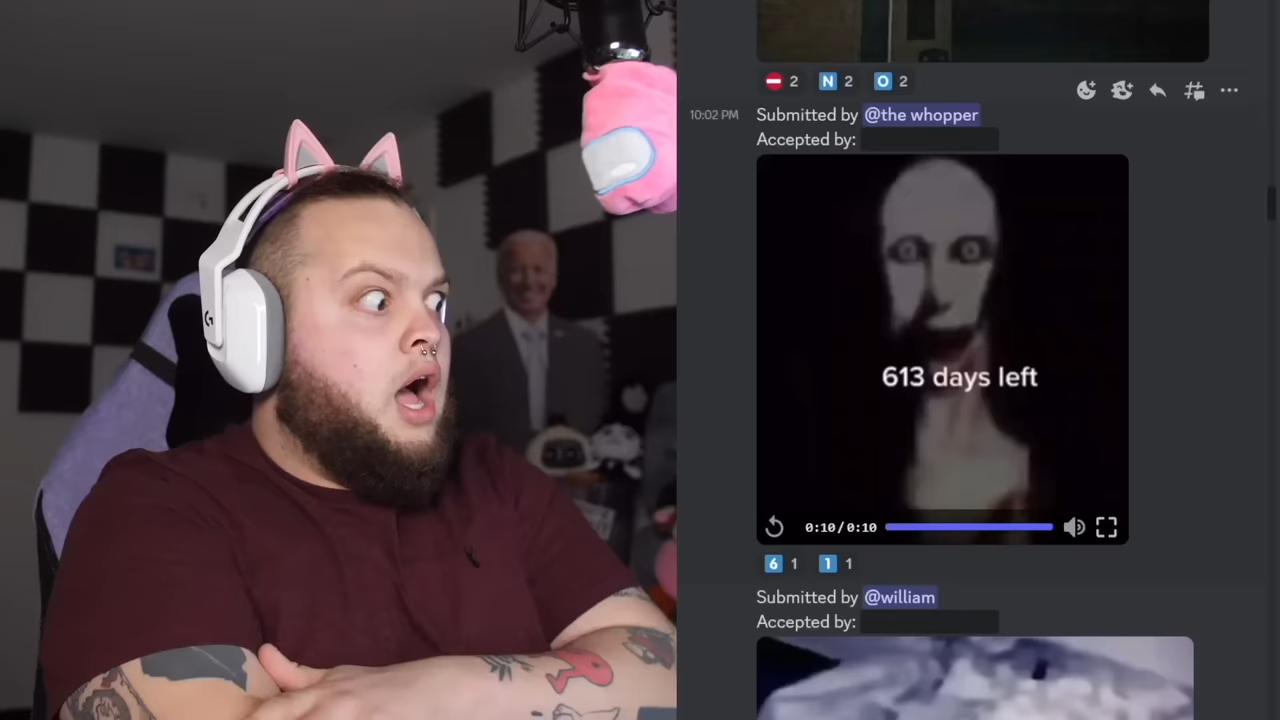 2 N 2 O 2
10:02 PM
Submitted by @the whopper
Accepted by:
613 days left
0:10/0:10
6 1 1 1
Submitted by @william
Accepted by: